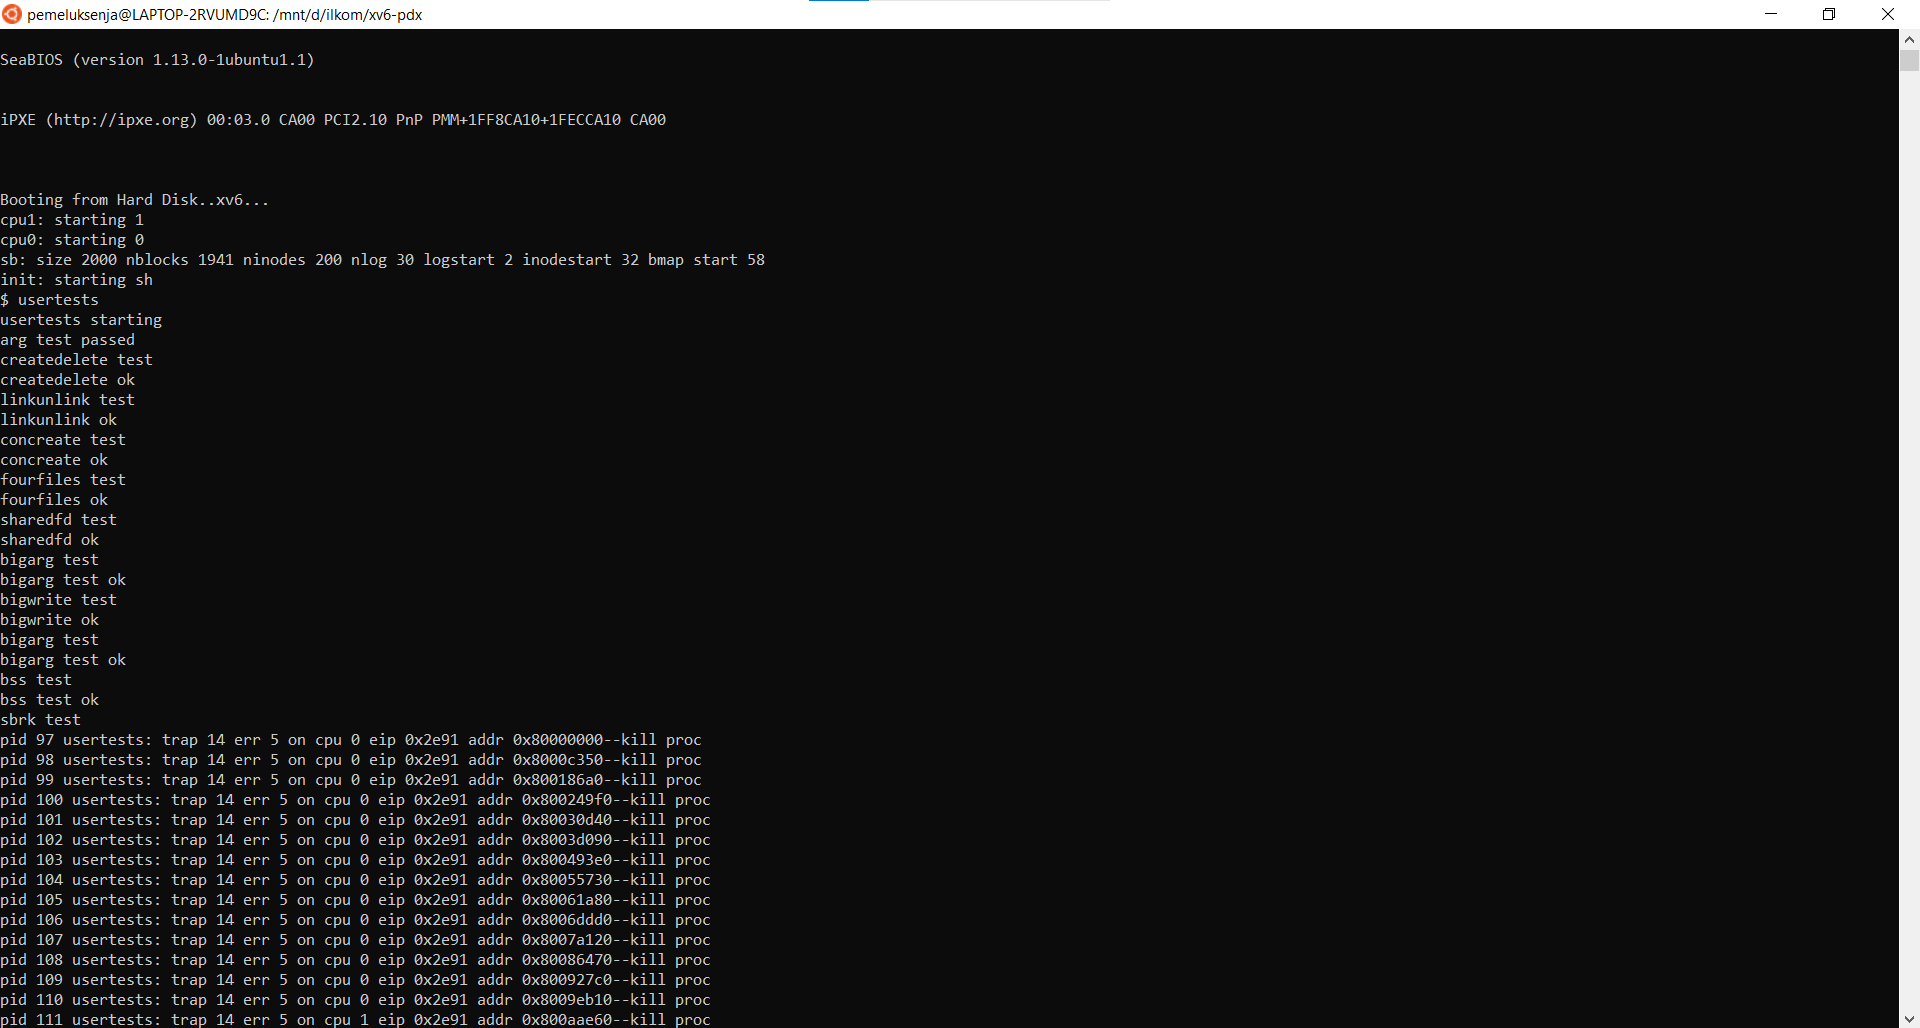 pemeluksenja@LAPTOP-2RVUMD9C: /mnt/d/ilkom/xv6-pdx
SeaBIOS (version 1.13.0-1ubuntu1.1)
iPXE (http://ipxe.org) 00:03.0 CA00 PCI2.10 PnP PMM+1FF8CA10+1FECCA10 CA00
Booting from Hard Disk..xv6...
cpu1: starting 1
cpu0: starting 0
sb: size 2000 nblocks 1941 ninodes 200 nlog 30 logstart 2 inodestart 32 bmap start 58
init: starting sh
$ usertests
usertests starting
arg test passed
createdelete test
createdelete ok
linkunlink test
linkunlink ok
concreate test
concreate ok
fourfiles test
fourfiles ok
sharedfd test
sharedfd ok
bigarg test
bigarg test ok
bigwrite test
bigwrite ok
bigarg test
bigarg test ok
bss test
bss test ok
sbrk test
pid 97 usertests: trap 14 err 5 on cpu 0 eip 0x2e91 addr 0x80000000--kill proc
pid 98 usertests: trap 14 err 5 on cpu 0 eip 0x2e91 addr 0x8000c350--kill proc
pid 99 usertests: trap 14 err 5 on cpu 0 eip 0x2e91 addr 0x800186a0--kill proc
pid 100 usertests: trap 14 err 5 on cpu 0 eip 0x2e91 addr 0x800249f0--kill proc
pid 101 usertests: trap 14 err 5 on cpu 0 eip 0x2e91 addr 0x80030d40--kill proc
pid 102 usertests: trap 14 err 5 on cpu 0 eip 0x2e91 addr 0x8003d090--kill proc
pid 103 usertests: trap 14 err 5 on cpu 0 eip 0x2e91 addr 0x800493e0--kill proc
pid 104 usertests: trap 14 err 5 on cpu 0 eip 0x2e91 addr 0x80055730--kill proc
pid 105 usertests: trap 14 err 5 on cpu 0 eip 0x2e91 addr 0x80061a80--kill proc
pid 106 usertests: trap 14 err 5 on cpu 0 eip 0x2e91 addr 0x8006ddd0--kill proc
pid 107 usertests: trap 14 err 5 on cpu 0 eip 0x2e91 addr 0x8007a120--kill proc
pid 108 usertests: trap 14 err 5 on cpu 0 eip 0x2e91 addr 0x80086470--kill proc
pid 109 usertests: trap 14 err 5 on cpu 0 eip 0x2e91 addr 0x800927c0--kill proc
pid 110 usertests: trap 14 err 5 on cpu 0 eip 0x2e91 addr 0x8009eb10--kill proc
pid 111 usertests: trap 14 err 5 on cpu 1 eip 0x2e91 addr 0x800aae60--kill proc